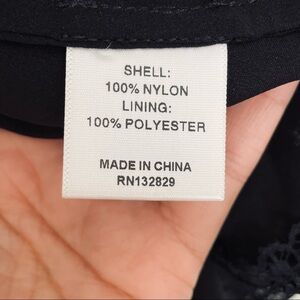 SHELL:
100% NYLON
LINING:
100% POLYESTER
MADE IN CHINA
RN132829